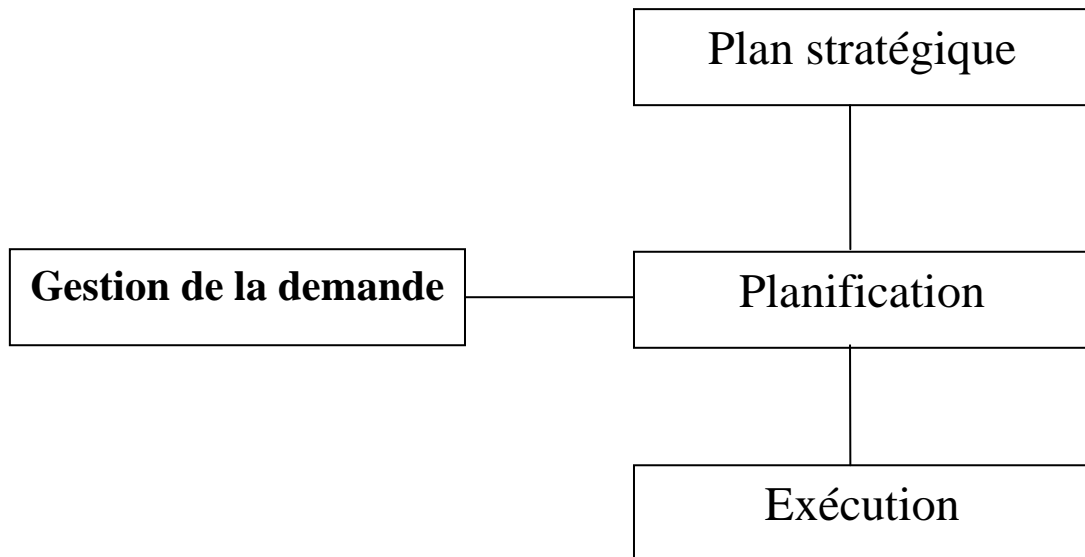 Plan stratégique
Gestion de la demande
Planification
Exécution